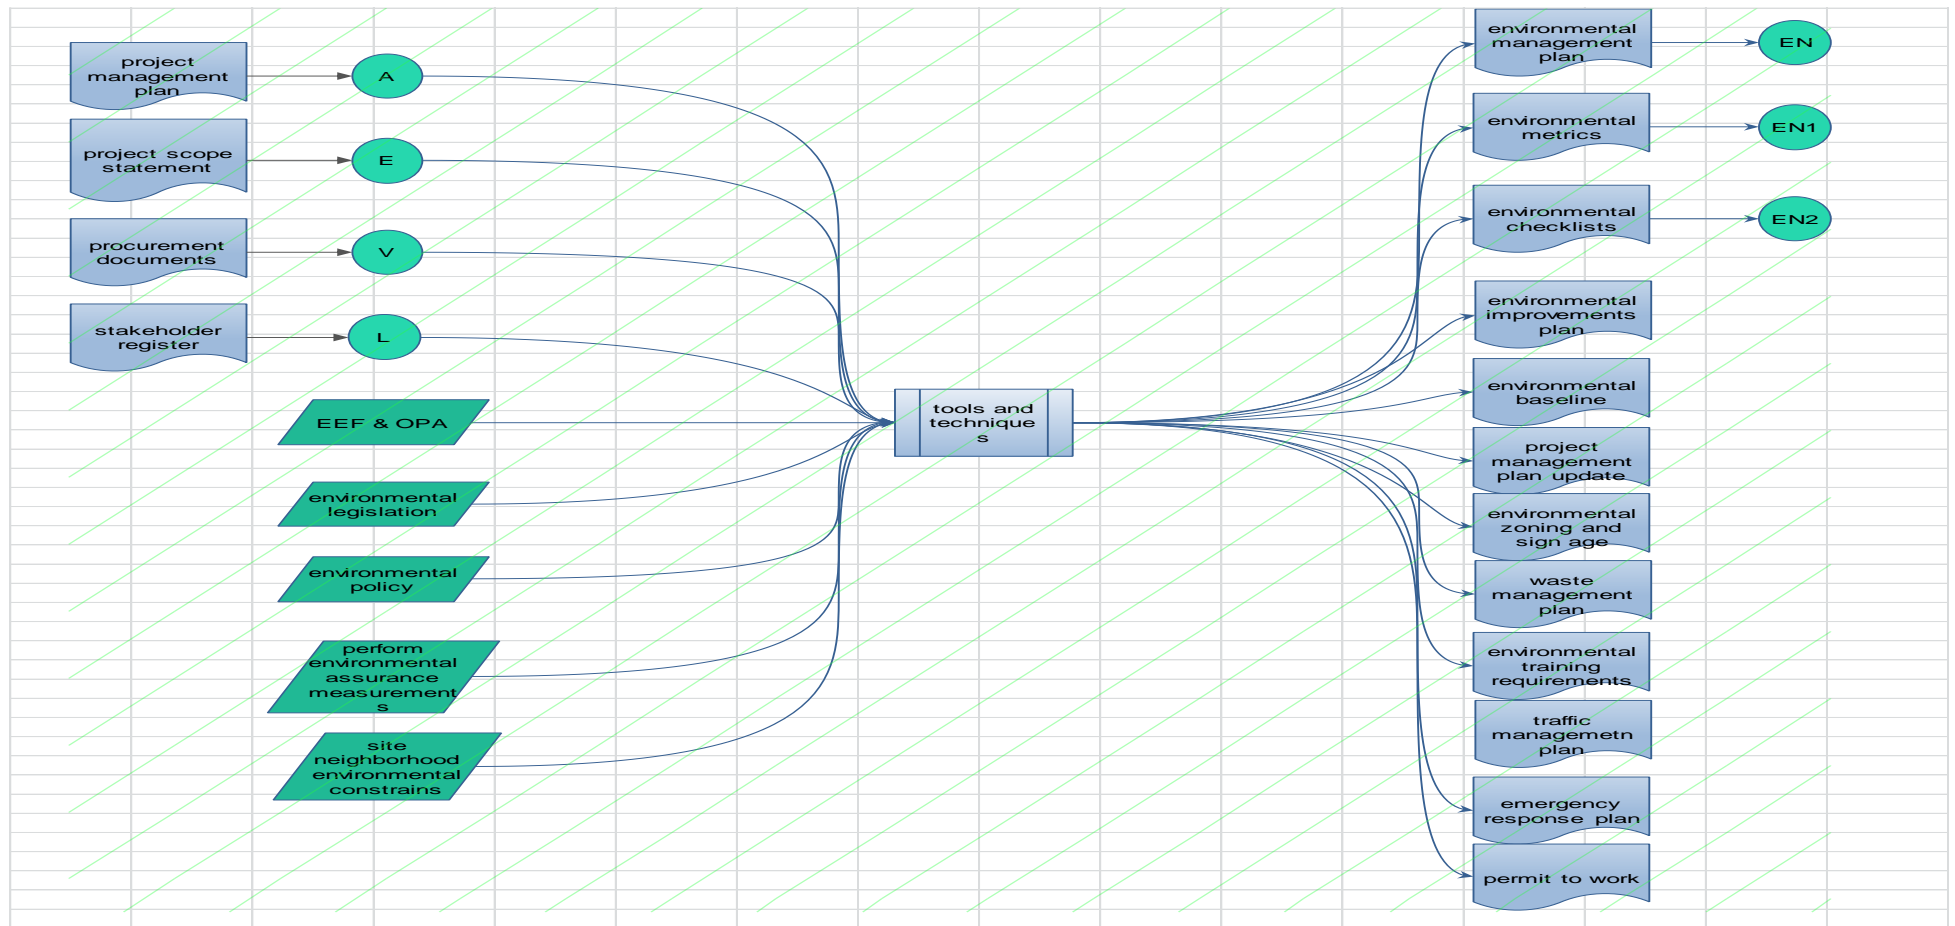 project
management
plan
A
project scope
statement
E
procurement
documents
V
stakeholder
register
L
EEF & OPA
environmental
legislation
environmental
policy
perform
environmental
assurance
measurement
s
site
neighborhood
environmental
constrains
tools and
technique
s
environmental
management
plan
EN
environmental
metrics
EN1
environmental
checklists
EN2
environmental
improvements
plan
environmental
baseline
project
management
plan update
environmental
zoning and
sign age
waste
management
plan
environmental
training
requirements
traffic
managemetn
plan
emergency
response plan
permit to work